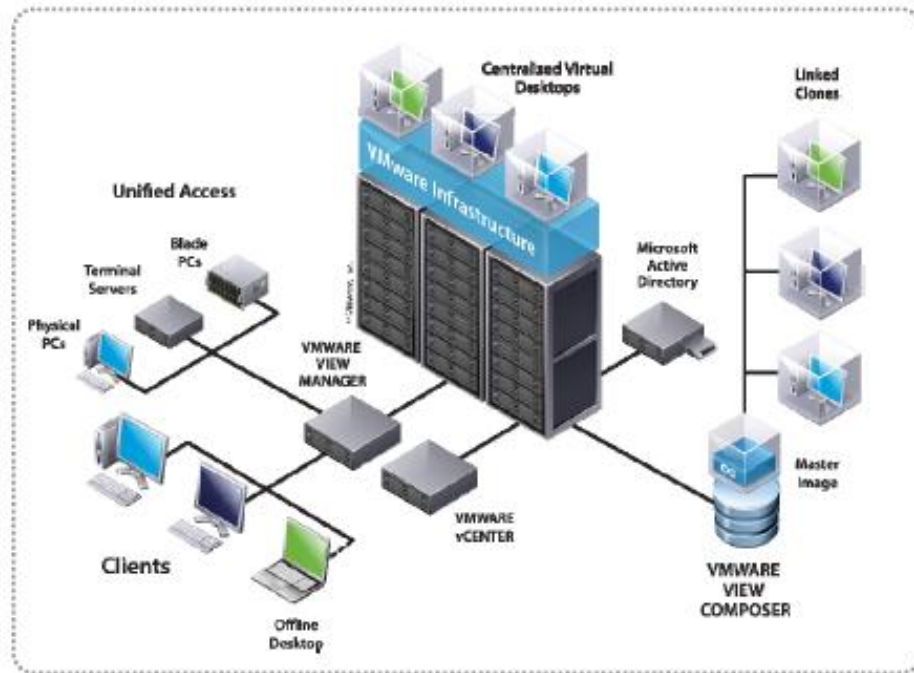 Centralized Virtual
Desktops
Linked
Clones
VMware Infrastructure
Unified Access
Blade
PCs
Terminal
Servers
Physical
PCs
Microsoft
Active
Directory
VMWARE
VIEW
MANAGER
VMWARE
vCENTER
Master
Image
Clients
VMWARE
VIEW
COMPOSER
Offline
Desktop